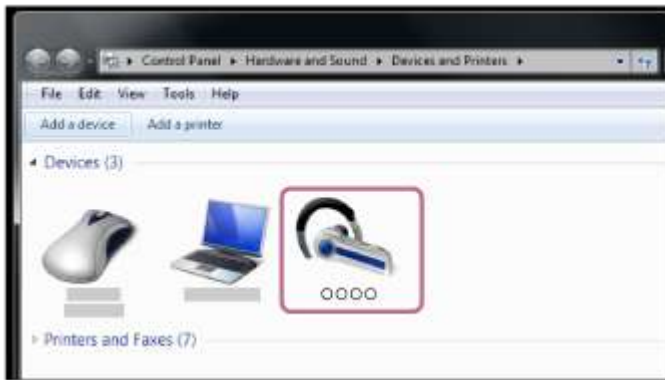 Control Panel ▸ Hardware and Sound ▸ Devices and Printers ▸
File Edit View Tools Help
Add a device Add a printer
Devices (3)
OOOO
Printers and Faxes (7)